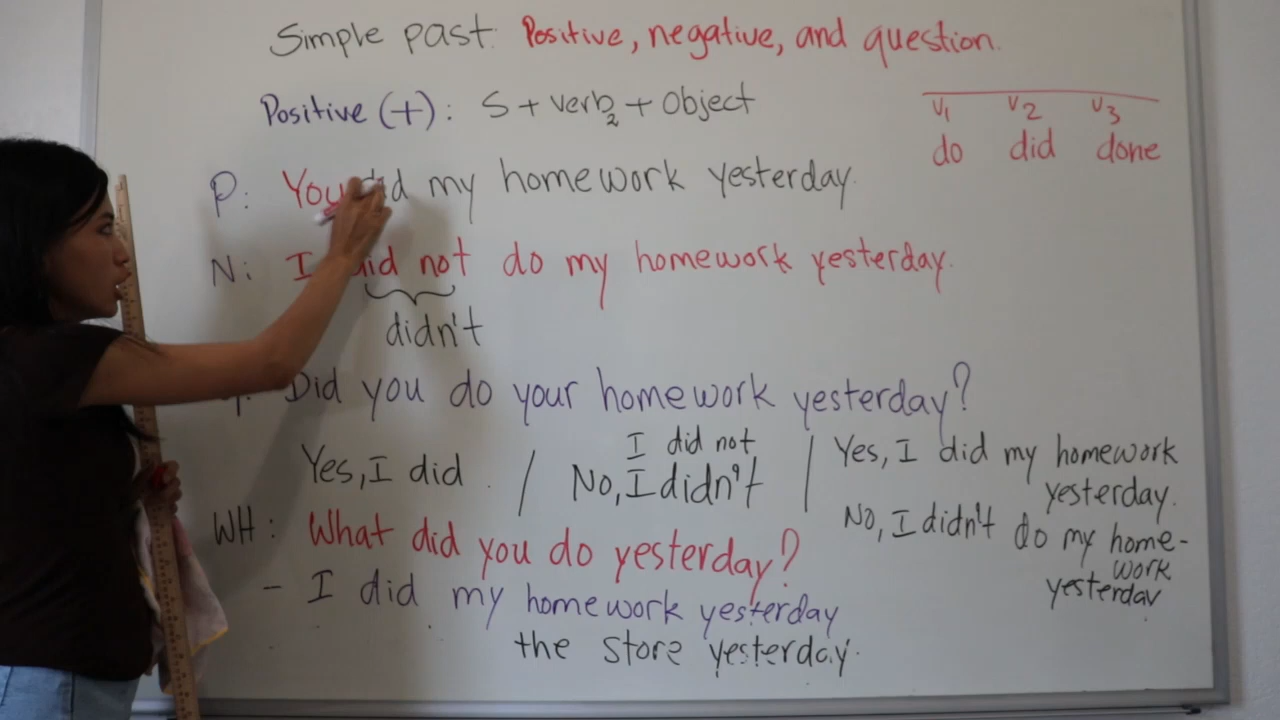 Simple past: Positive, negative, and question.
Positive (+): S + verb2 + Object
V1 V2 V3
do did done
P: You did my homework yesterday.
N: I did not do my homework yesterday.
didn't
Did you do your homework yesterday?
I did not
Yes, I did. / No, I didn't / Yes, I did my homework
yesterday.
No, I didn't do my home-
work
yesterday
WH: What did you do yesterday?
- I did my homework yesterday
the store yesterday.